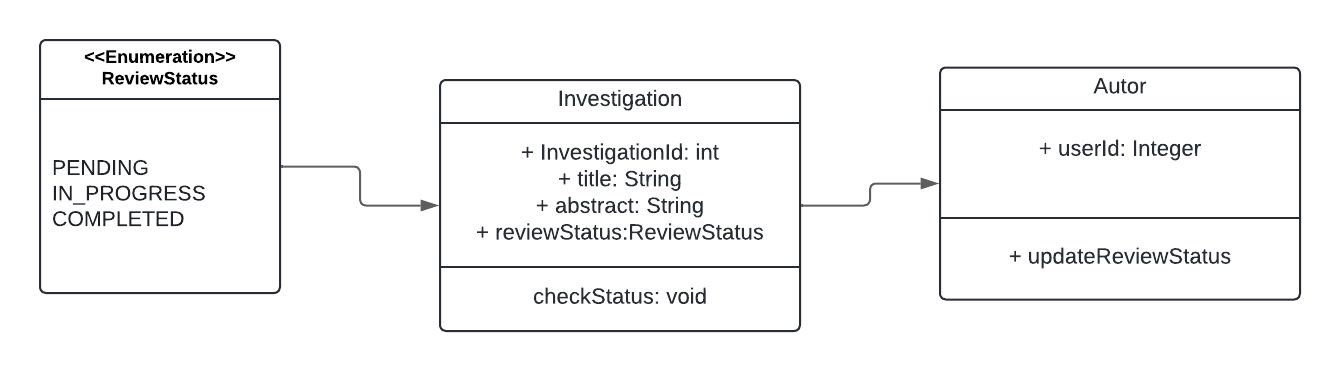 <<Enumeration>>
ReviewStatus
PENDING
IN_PROGRESS
COMPLETED
Investigation
+ InvestigationId: int
+ title: String
+ abstract: String
+ reviewStatus:ReviewStatus
checkStatus: void
Autor
+ userId: Integer
+ updateReviewStatus